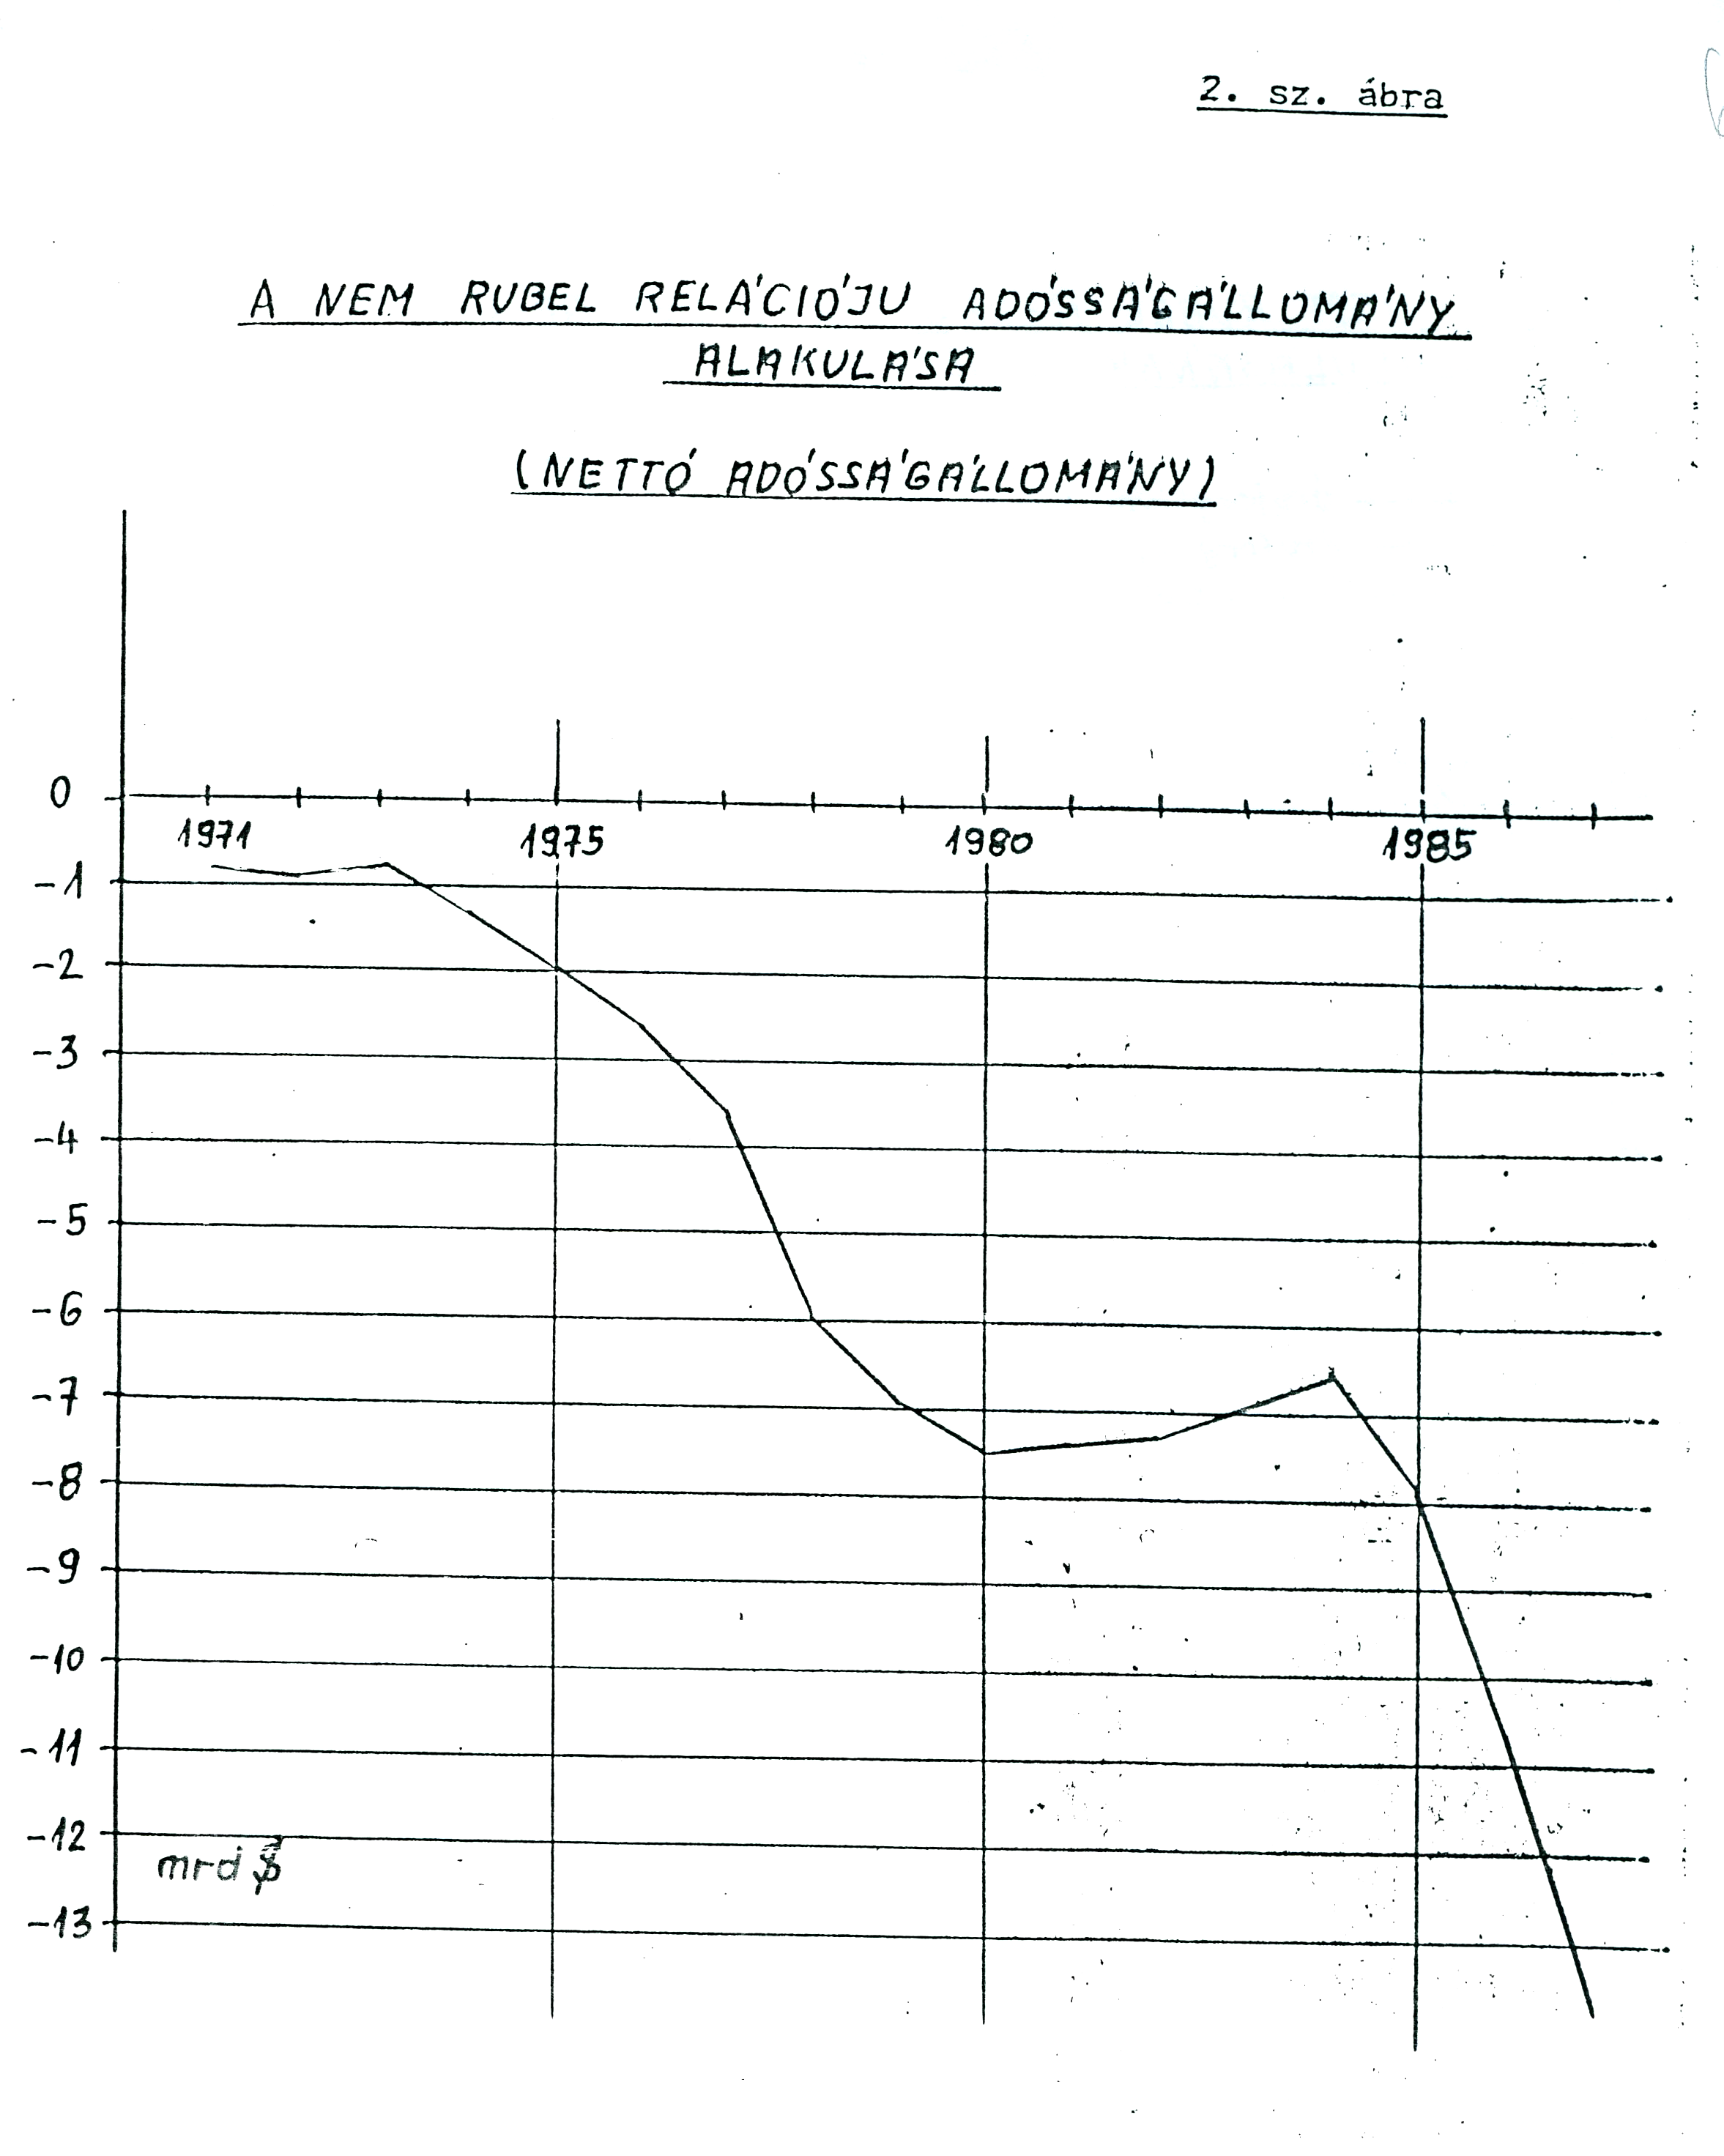 2. sz. ábra
A NEM RUBEL RELÁCIÓJU ADÓSSÁGÁLLOMÁNY
ALAKULÁSA
(NETTÓ ADÓSSÁGÁLLOMÁNY)
0
1971 1975 1980 1985
-1
-2
-3
-4
-5
-6
-7
-8
-9
-10
-11
-12
mrd $
-13